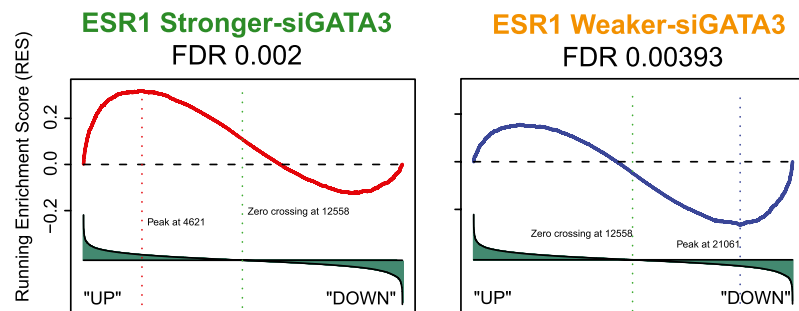 ESR1 Stronger-siGATA3
FDR 0.002
Running Enrichment Score (RES)
0.2
0.0
−0.2
Peak at 4621
Zero crossing at 12558
"UP"
"DOWN"
ESR1 Weaker-siGATA3
FDR 0.00393
Zero crossing at 12558
Peak at 21061
"UP"
"DOWN"